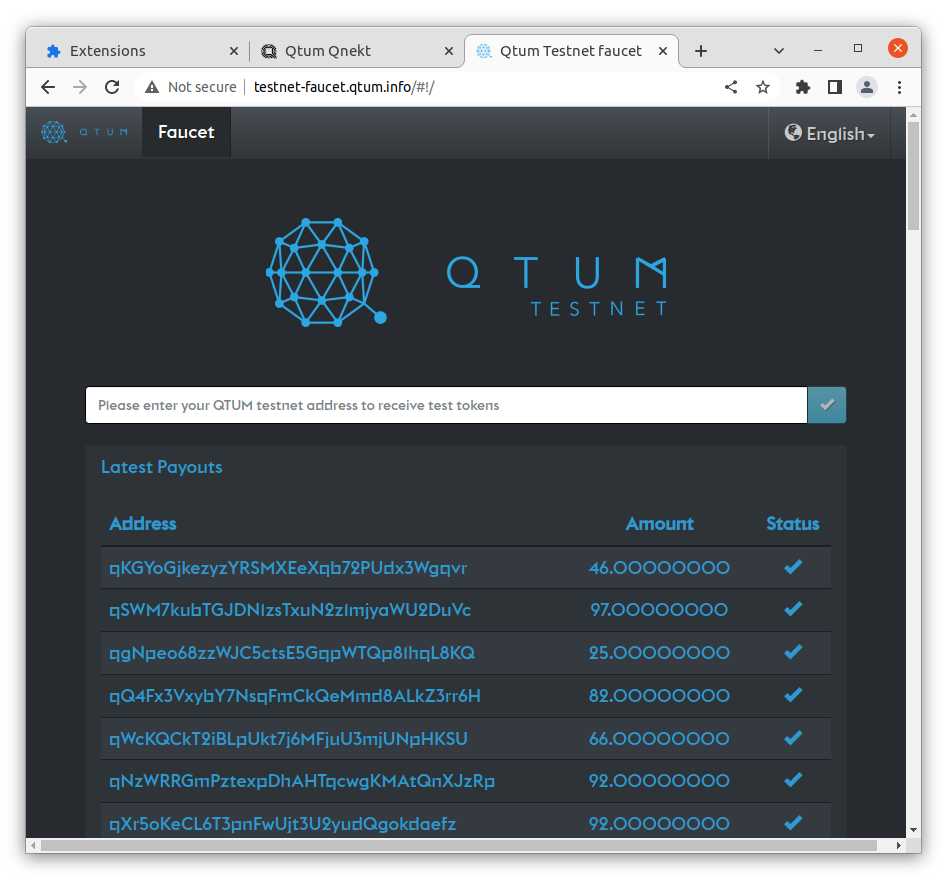 Extensions
Qtum Qnekt
Qtum Testnet faucet
Not secure
testnet-faucet.qtum.info/#!/
QTUM
Faucet
English
QTUM
TESTNET
Please enter your QTUM testnet address to receive test tokens
Latest Payouts
Address Amount Status
qKGYoGjkezyzYRSMXEeXqb72PUdx3Wgqvr 46.00000000
qSWM7kubTGJDN1zsTxuN2z1mjyaWU2DuVc 97.00000000
qgNpeo68zzWJC5ctsE5GqpWTQp81hqL8KQ 25.00000000
qQ4Fx3VxybY7NsqFmCkQeMmd8ALkZ3rr6H 82.00000000
qWcKQCkT2iBLpUkt7j6MFjuU3mjUNpHKSU 66.00000000
qNzWRRGmPztexpDhAHTqcwgKMAtQnXJzRp 92.00000000
qXr5oKeCL6T3pnFwUjt3U2yudQgokdaefz 92.00000000